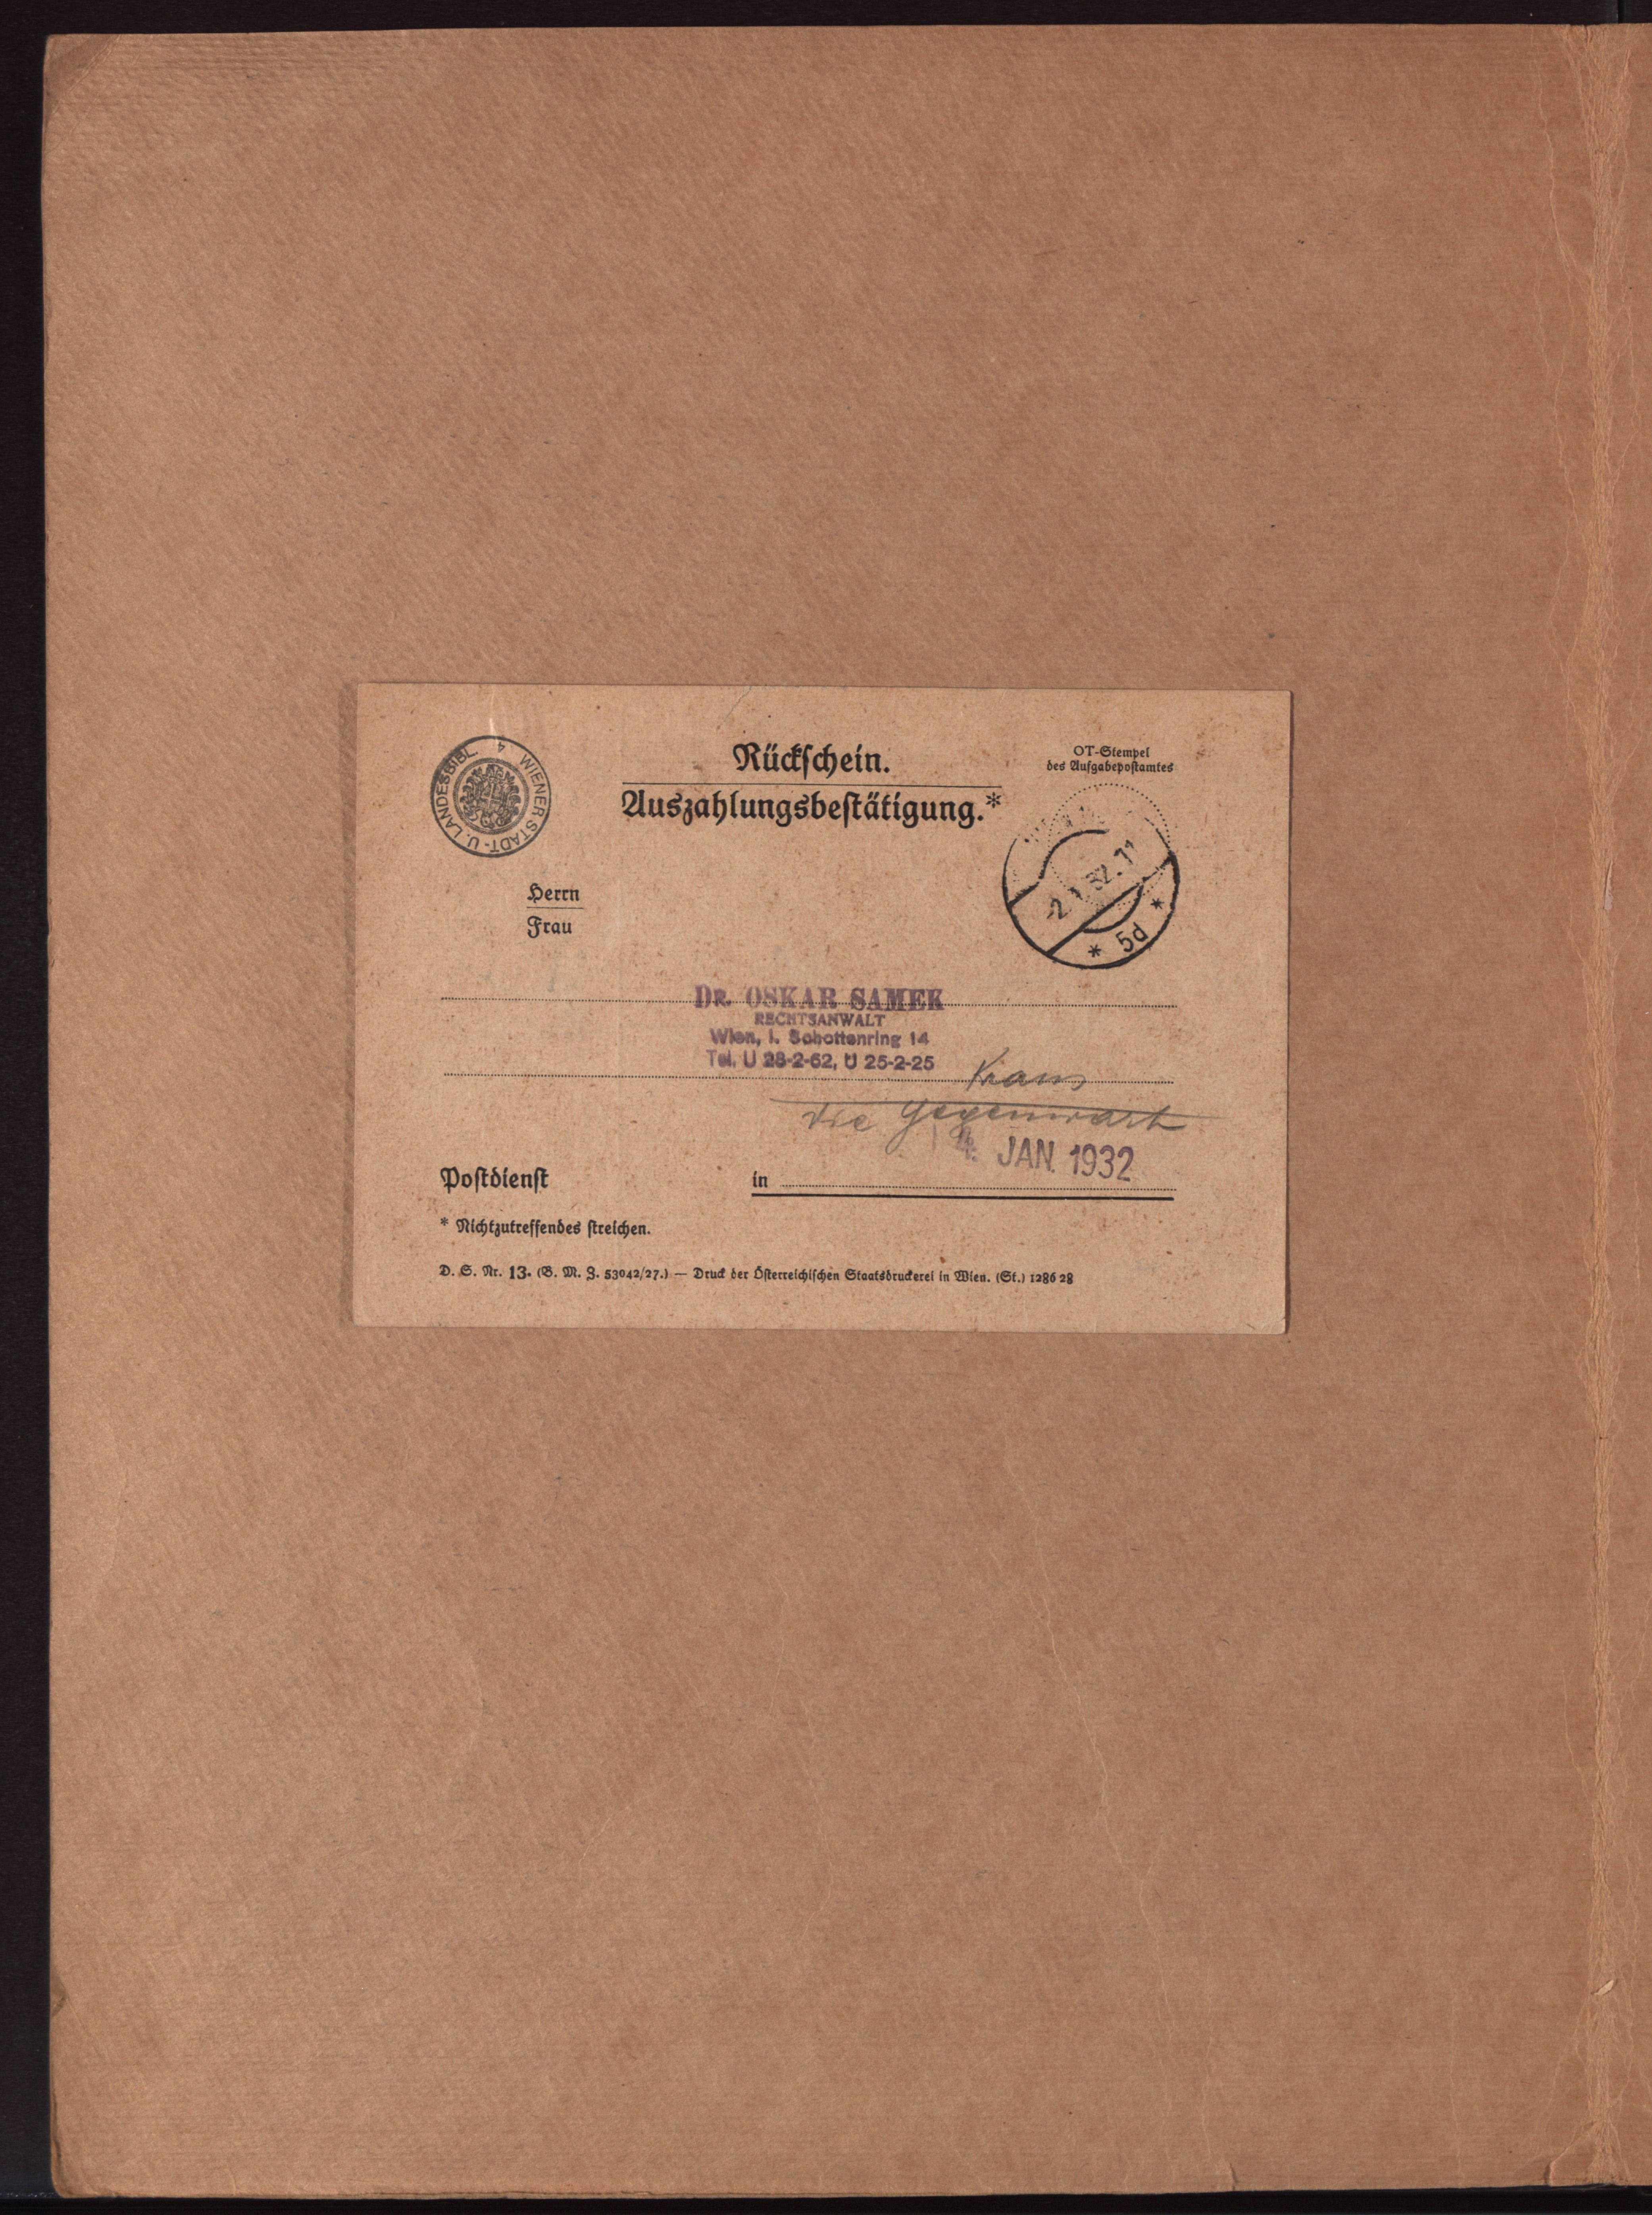 WIENER STADT- U. LANDESBIBL. 4
Rückschein.
Auszahlungsbestätigung.*
OT-Stempel
des Aufgabepostamtes
-2.1.32.11
* 5d *
Herrn
Frau
DR. OSKAR SAMEK
RECHTSANWALT
Wien, I. Schottenring 14
Tel. U 28-2-62, U 25-2-25
Kraus
die Gegenwart
4. JAN. 1932
Postdienst
in
* Nichtzutreffendes streichen.
D. S. Nr. 13. (B. M. Z. 53042/27.) — Druck der Österreichischen Staatsdruckerei in Wien. (St.) 1286 28